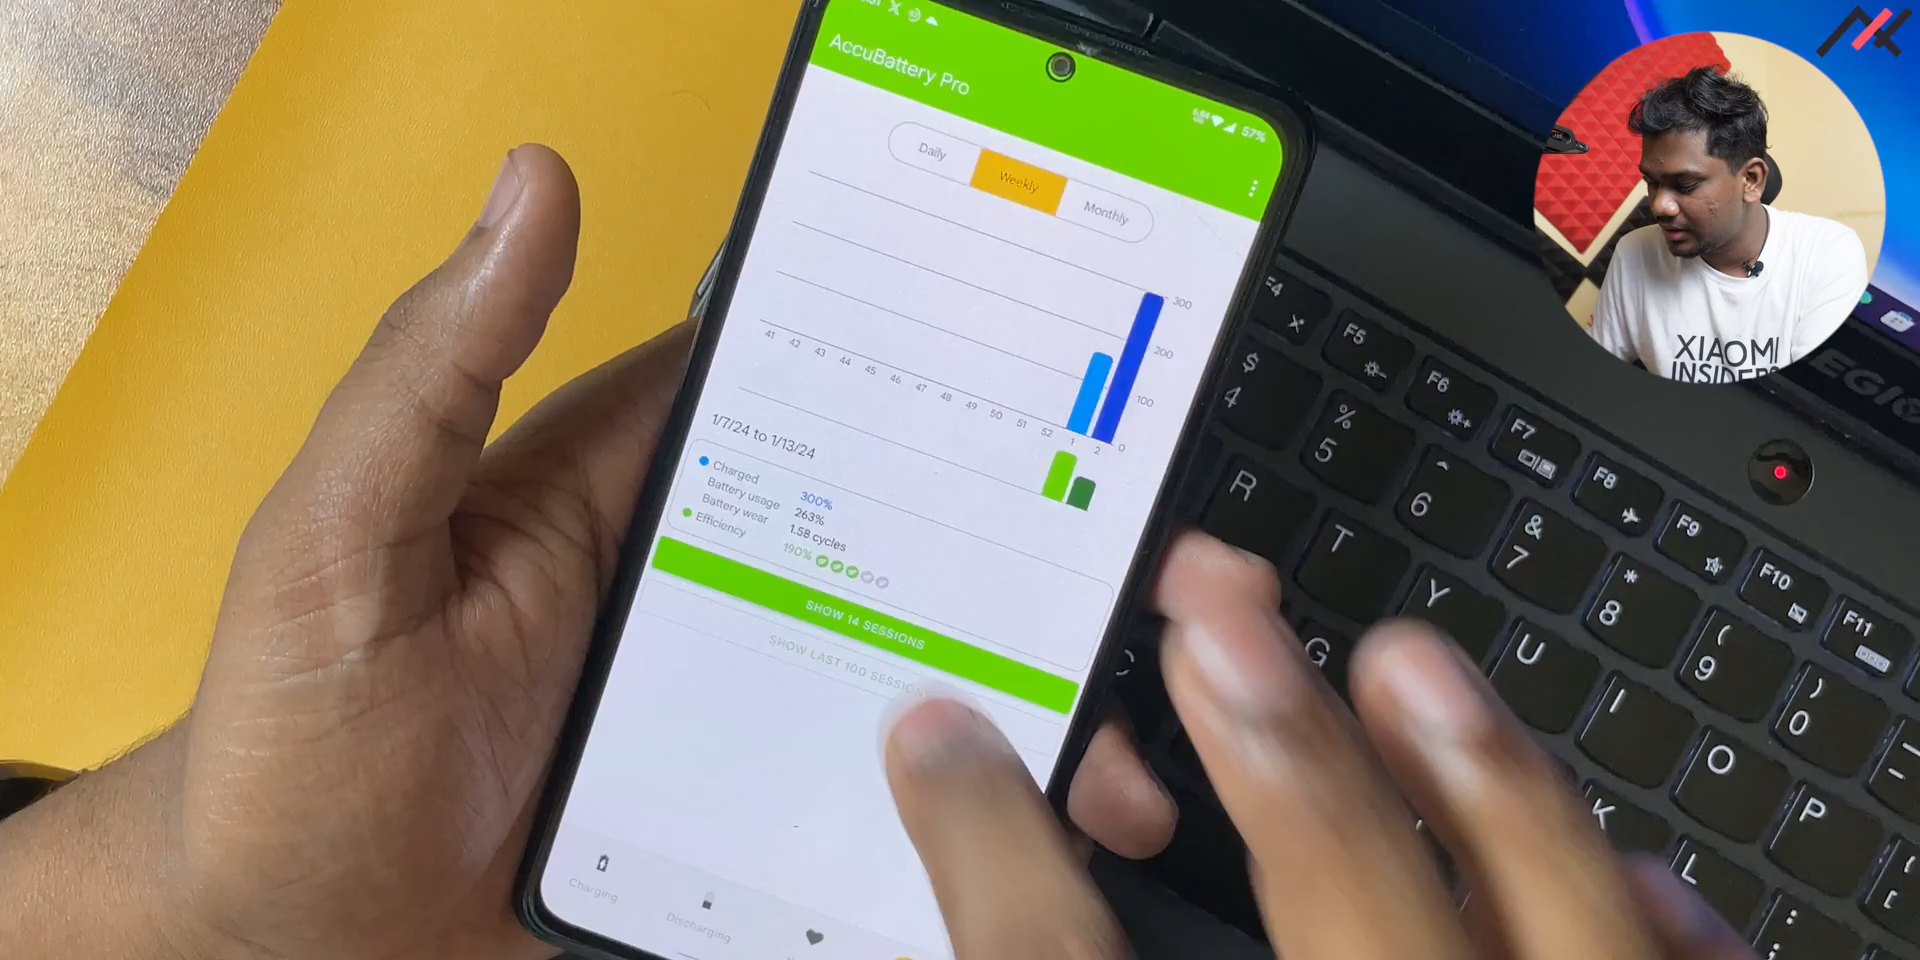 AccuBattery Pro
57%
Daily
Weekly
Monthly
300
200
100
0
41 42 43 44 45 46 47 48 49 50 51 52 1 2
1/7/24 to 1/13/24
Charged 300%
Battery usage 263%
Battery wear 1.58 cycles
Efficiency 190%
SHOW 14 SESSIONS
SHOW LAST 100 SESSIONS
Charging
Discharging
XIAOMI
INSIDERS
F4
F5
F6
F7
F8
F9
F10
F11
$ 4
% 5
^ 6
& 7
* 8
( 9
) 0
R
T
Y
U
I
O
P
G
K
L